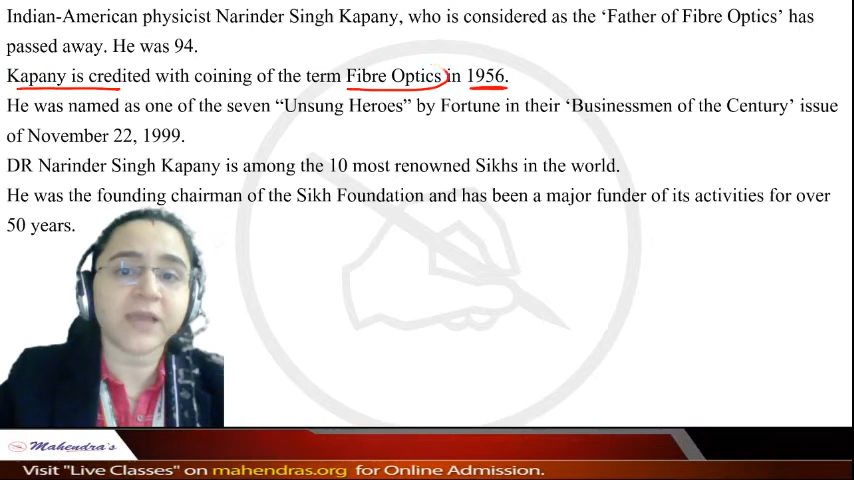 Indian-American physicist Narinder Singh Kapany, who is considered as the ‘Father of Fibre Optics’ has
passed away. He was 94.
Kapany is credited with coining of the term Fibre Optics in 1956.
He was named as one of the seven “Unsung Heroes” by Fortune in their ‘Businessmen of the Century’ issue
of November 22, 1999.
DR Narinder Singh Kapany is among the 10 most renowned Sikhs in the world.
He was the founding chairman of the Sikh Foundation and has been a major funder of its activities for over
50 years.
Mahendra's
Visit "Live Classes" on mahendras.org for Online Admission.